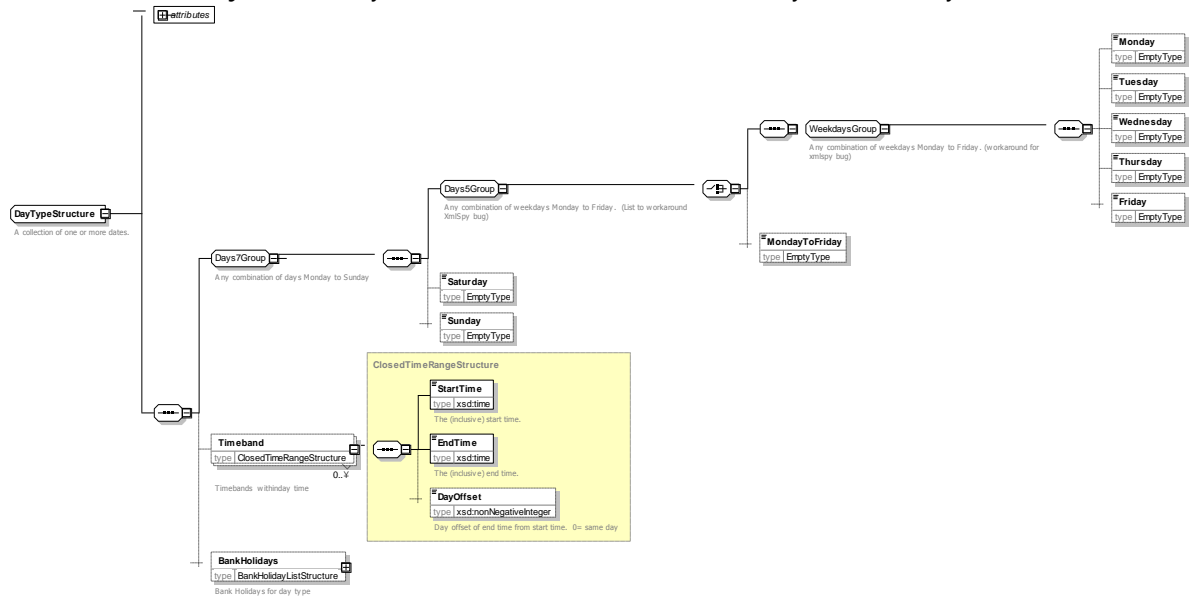 attributes
Monday
type EmptyType
Tuesday
type EmptyType
WeekdaysGroup
Wednesday
type EmptyType
Any combination of weekdays Monday to Friday. (workaround for
xmlspy bug)
Thursday
type EmptyType
Days5Group
Friday
type EmptyType
Any combination of weekdays Monday to Friday. (List to workaround
XmlSpy bug)
DayTypeStructure
A collection of one or more dates.
MondayToFriday
type EmptyType
Days7Group
Any combination of days Monday to Sunday
Saturday
type EmptyType
Sunday
type EmptyType
ClosedTimeRangeStructure
StartTime
type xsd:time
The (inclusive) start time.
Timeband
type ClosedTimeRangeStructure
0..¥
Timebands withinday time
EndTime
type xsd:time
The (inclusive) end time.
DayOffset
type xsd:nonNegativeInteger
Day offset of end time from start time. 0= same day
BankHolidays
type BankHolidayListStructure
Bank Holidays for day type